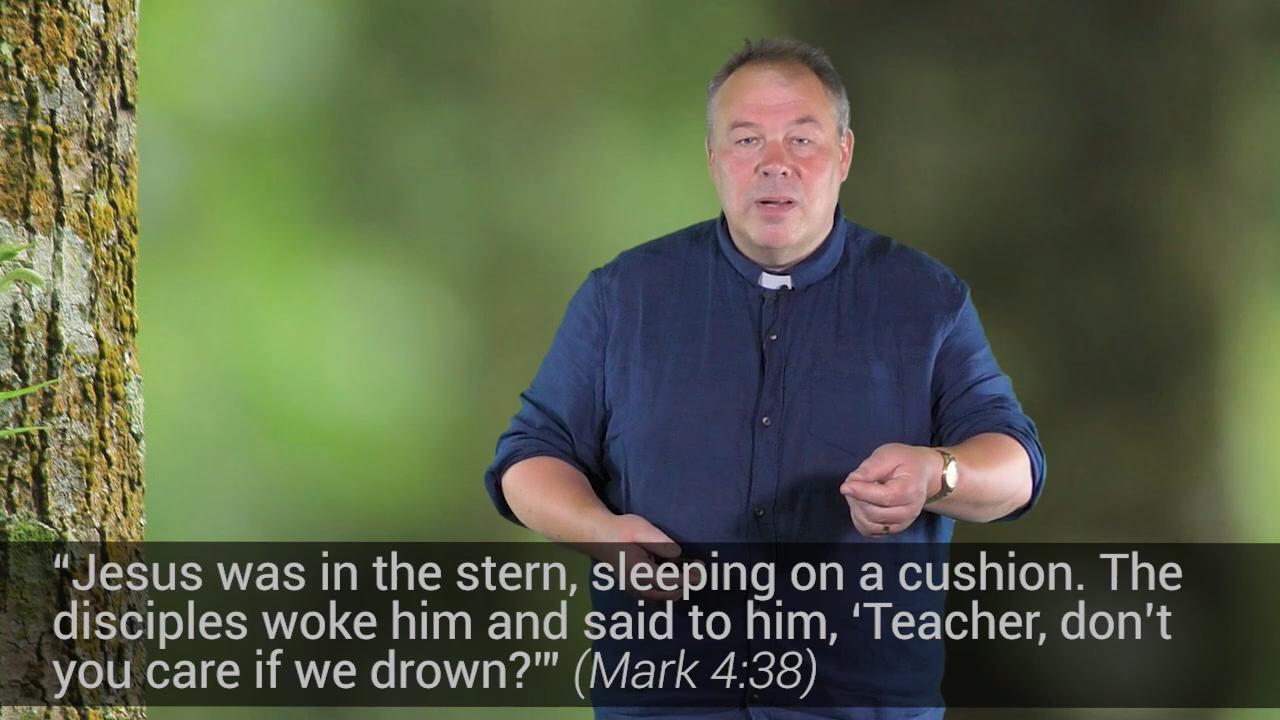 “Jesus was in the stern, sleeping on a cushion. The
disciples woke him and said to him, ‘Teacher, don’t
you care if we drown?'” (Mark 4:38)